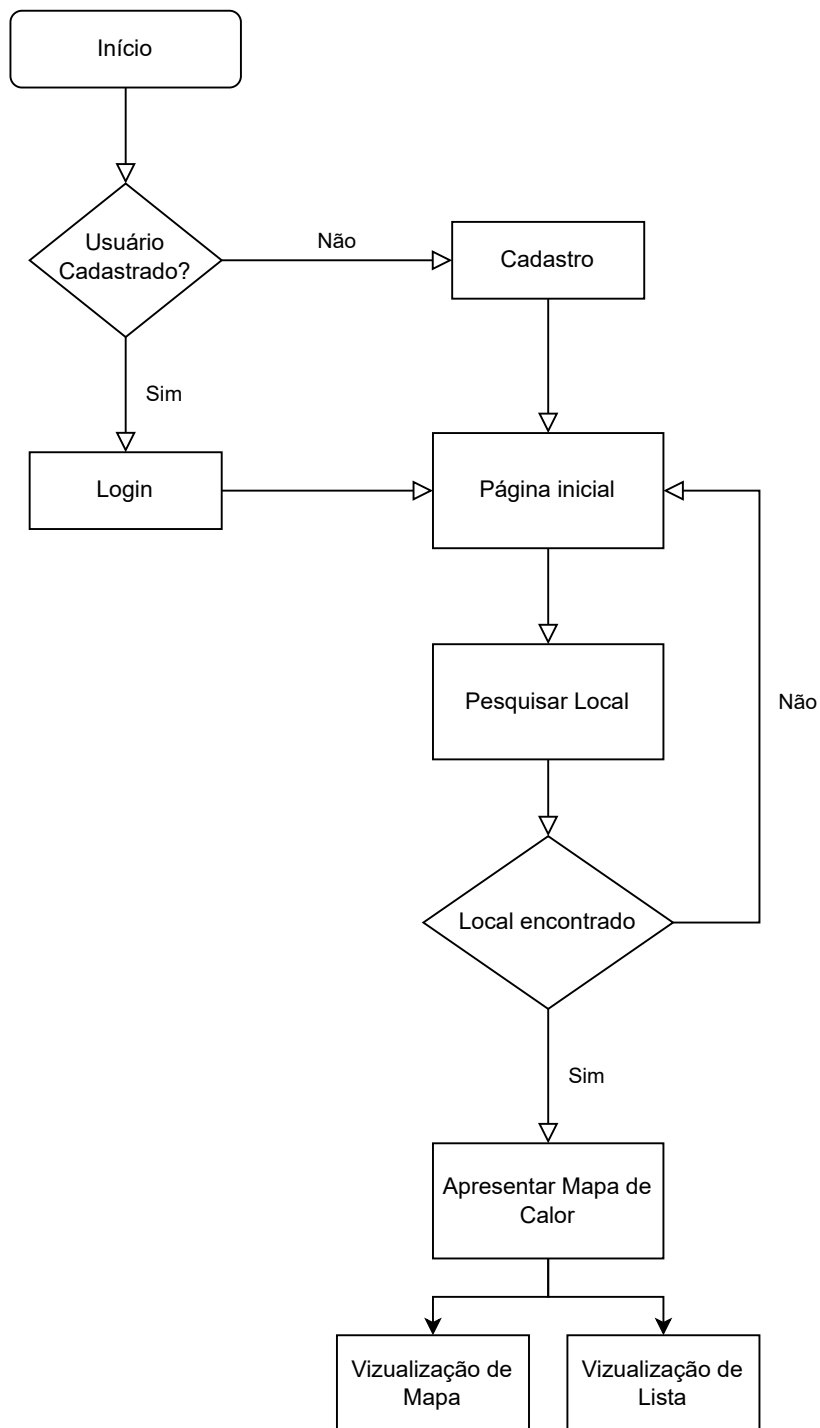 Início
Usuário
Cadastrado?
Não
Cadastro
Sim
Login
Página inicial
Pesquisar Local
Não
Local encontrado
Sim
Apresentar Mapa de
Calor
Vizualização de
Mapa
Vizualização de
Lista